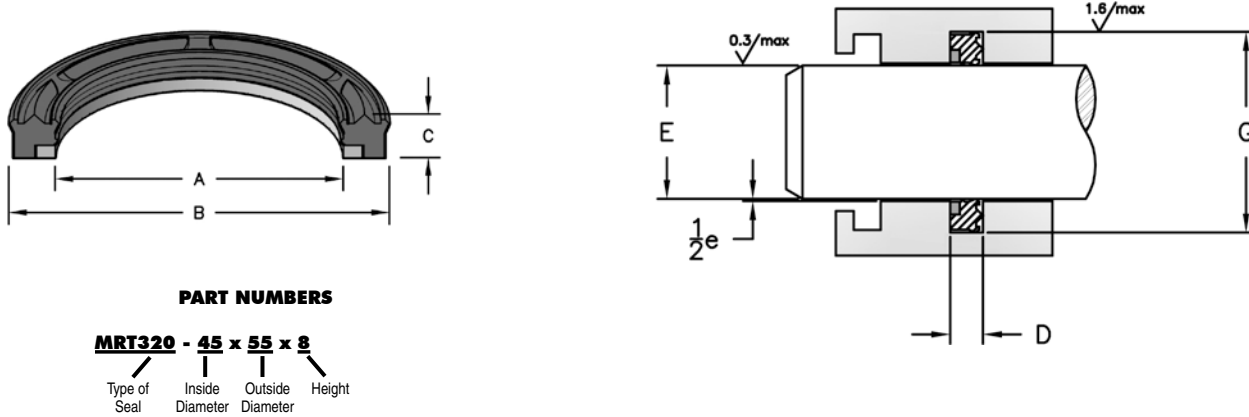 C
A
B
PART NUMBERS
MRT320 - 45 x 55 x 8
Type of Seal
Inside Diameter
Outside Diameter
Height
0.3/max
1.6/max
E
G
1/2 e
D